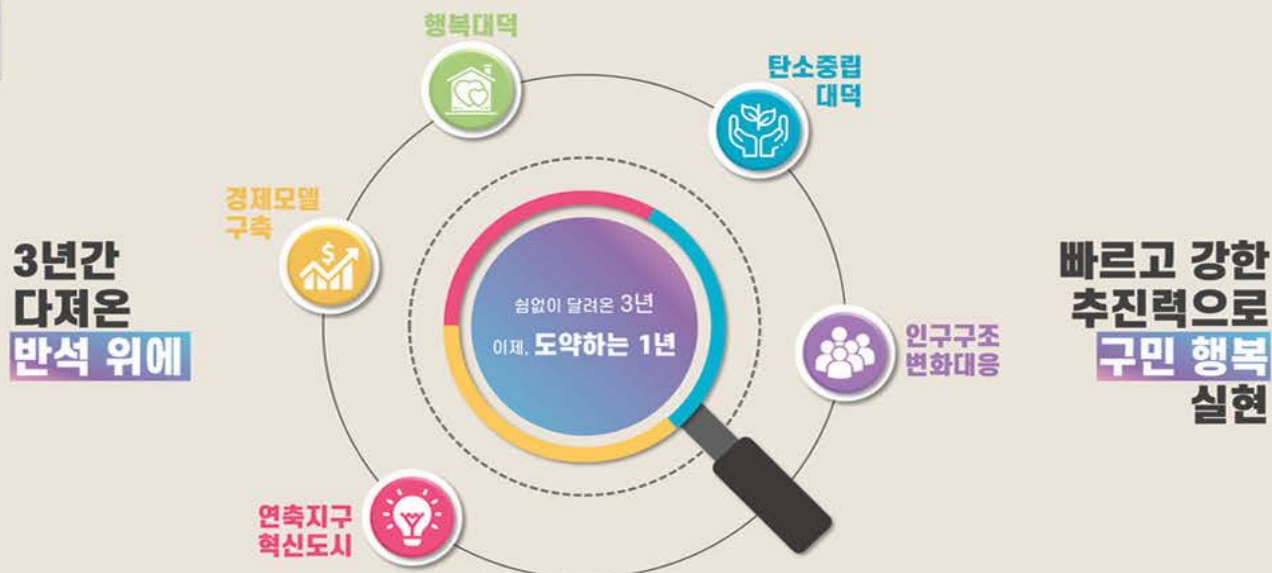 행복대덕
탄소중립
대덕
경제모델
구축
3년간
다져온
반석 위에
쉼없이 달려온 3년
이제, 도약하는 1년
빠르고 강한
추진력으로
구민 행복
실현
인구구조
변화대응
연축지구
혁신도시